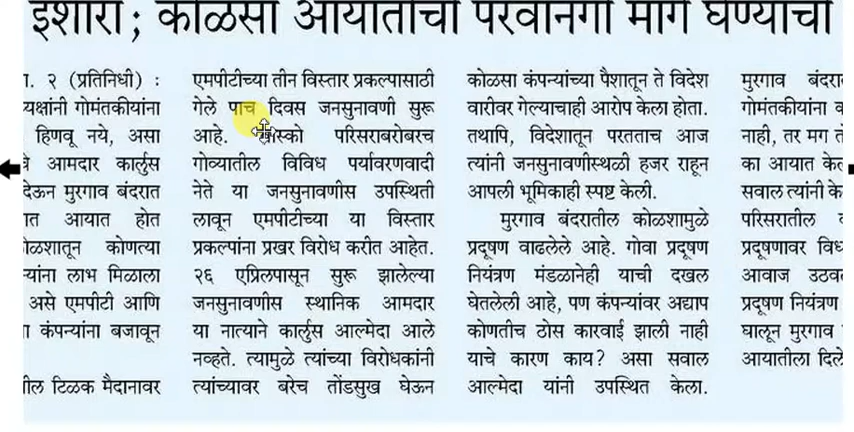 इशारा; कोळसा आयातीची परवानगी मागे घेण्याची
. २ (प्रतिनिधी) :
यक्षांनी गोमंतकीयांना
हिणवू नये, असा
आमदार कार्लुस
देऊन मुरगाव बंदरात
आयात होत
कोणत्या
यांना लाभ मिळाला
असे एमपीटी आणि
कंपन्यांना बजावून
टिळक मैदानावर
एमपीटीच्या तीन विस्तार प्रकल्पासाठी
गेले पाच दिवस जनसुनावणी सुरू
आहे. वास्को परिसराबरोबरच
गोव्यातील विविध पर्यावरणवादी
नेते या जनसुनावणीस उपस्थिती
लावून एमपीटीच्या या विस्तार
प्रकल्पांना प्रखर विरोध करीत आहेत.
२६ एप्रिलपासून सुरू झालेल्या
जनसुनावणीस स्थानिक आमदार
या नात्याने कार्लुस आल्मेदा आले
नव्हते. त्यामुळे त्यांच्या विरोधकांनी
त्यांच्यावर बरेच तोंडसुख घेऊन
कोळसा कंपन्यांच्या पैशातून ते विदेश
वारीवर गेल्याचाही आरोप केला होता.
तथापि, विदेशातून परतताच आज
त्यांनी जनसुनावणीस्थळी हजर राहून
आपली भूमिकाही स्पष्ट केली.
मुरगाव बंदरातील कोळशामुळे
प्रदूषण वाढलेले आहे. गोवा प्रदूषण
नियंत्रण मंडळानेही याची दखल
घेतलेली आहे, पण कंपन्यांवर अद्याप
कोणतीच ठोस कारवाई झाली नाही
याचे कारण काय? असा सवाल
आल्मेदा यांनी उपस्थित केला.
मुरगाव
गोमंतकीयांना
नाही, तर मग
का आयात
सवाल त्यांनी
परिसरातील
प्रदूषणावर
आवाज
प्रदूषण नियंत्रण
घालून मुरगाव
आयातीला